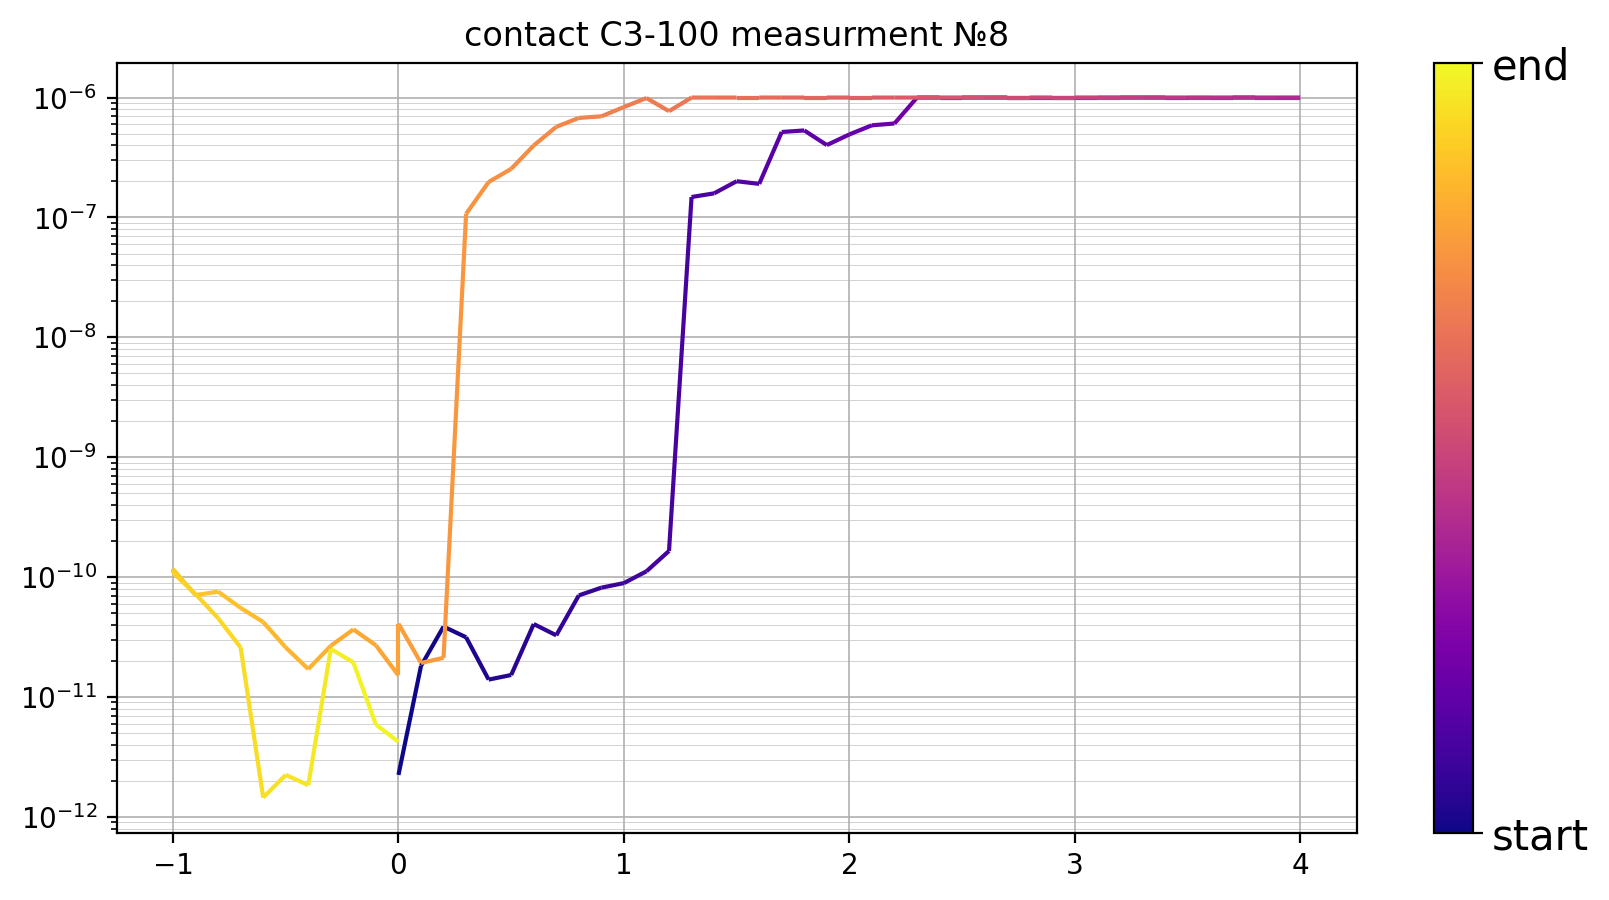 contact C3-100 measurment №8
end
10⁻⁶
10⁻⁷
10⁻⁸
10⁻⁹
10⁻¹⁰
10⁻¹¹
10⁻¹²
start
−1 0 1 2 3 4